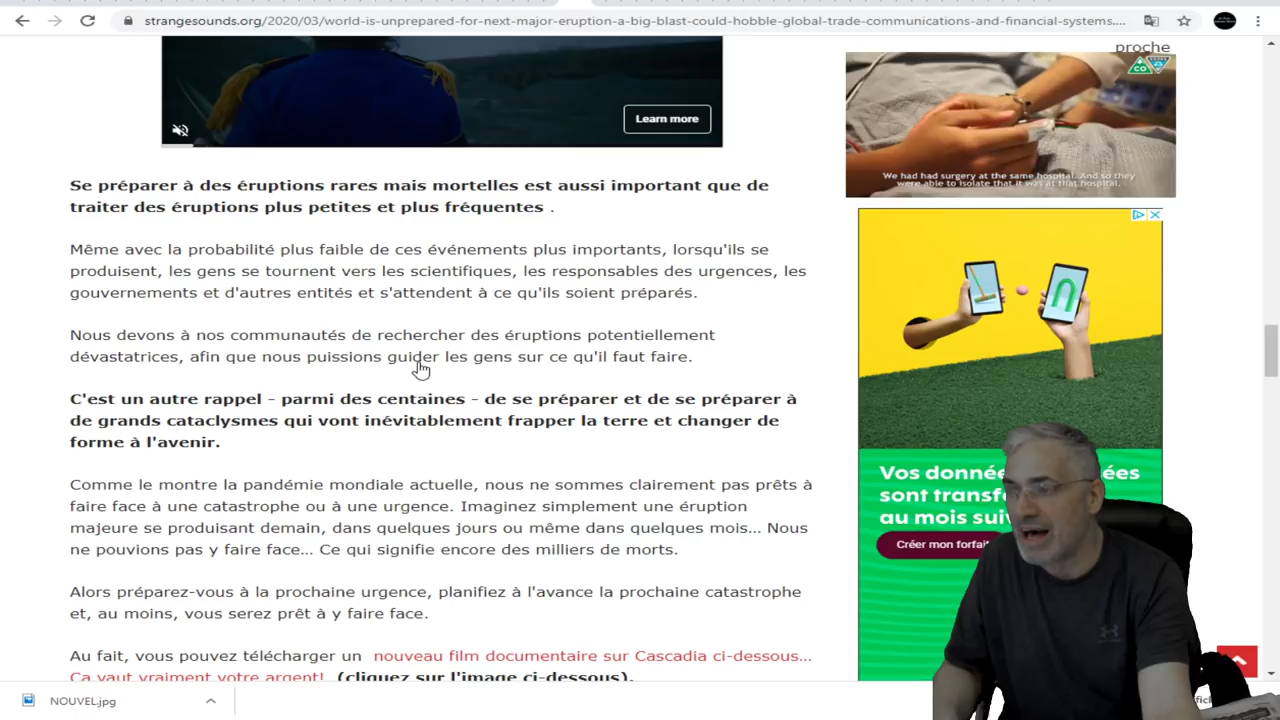 strangesounds.org/2020/03/world-is-unprepared-for-next-major-eruption-a-big-blast-could-hobble-global-trade-communications-and-financial-systems....
proche
Learn more
CO
We had had surgery at the same hospital. And so they
were able to isolate that it was at that hospital.
Se préparer à des éruptions rares mais mortelles est aussi important que de
traiter des éruptions plus petites et plus fréquentes .
Même avec la probabilité plus faible de ces événements plus importants, lorsqu'ils se
produisent, les gens se tournent vers les scientifiques, les responsables des urgences, les
gouvernements et d'autres entités et s'attendent à ce qu'ils soient préparés.
Nous devons à nos communautés de rechercher des éruptions potentiellement
dévastatrices, afin que nous puissions guider les gens sur ce qu'il faut faire.
C'est un autre rappel - parmi des centaines - de se préparer et de se préparer à
de grands cataclysmes qui vont inévitablement frapper la terre et changer de
forme à l'avenir.
Comme le montre la pandémie mondiale actuelle, nous ne sommes clairement pas prêts à
faire face à une catastrophe ou à une urgence. Imaginez simplement une éruption
majeure se produisant demain, dans quelques jours ou même dans quelques mois... Nous
ne pouvions pas y faire face... Ce qui signifie encore des milliers de morts.
Alors préparez-vous à la prochaine urgence, planifiez à l'avance la prochaine catastrophe
et, au moins, vous serez prêt à y faire face.
Au fait, vous pouvez télécharger un nouveau film documentaire sur Cascadia ci-dessous...
Ça vaut vraiment votre argent! (cliquez sur l'image ci-dessous).
Vos donné ées
sont transf
au mois sui
Créer mon forfai
NOUVEL.jpg